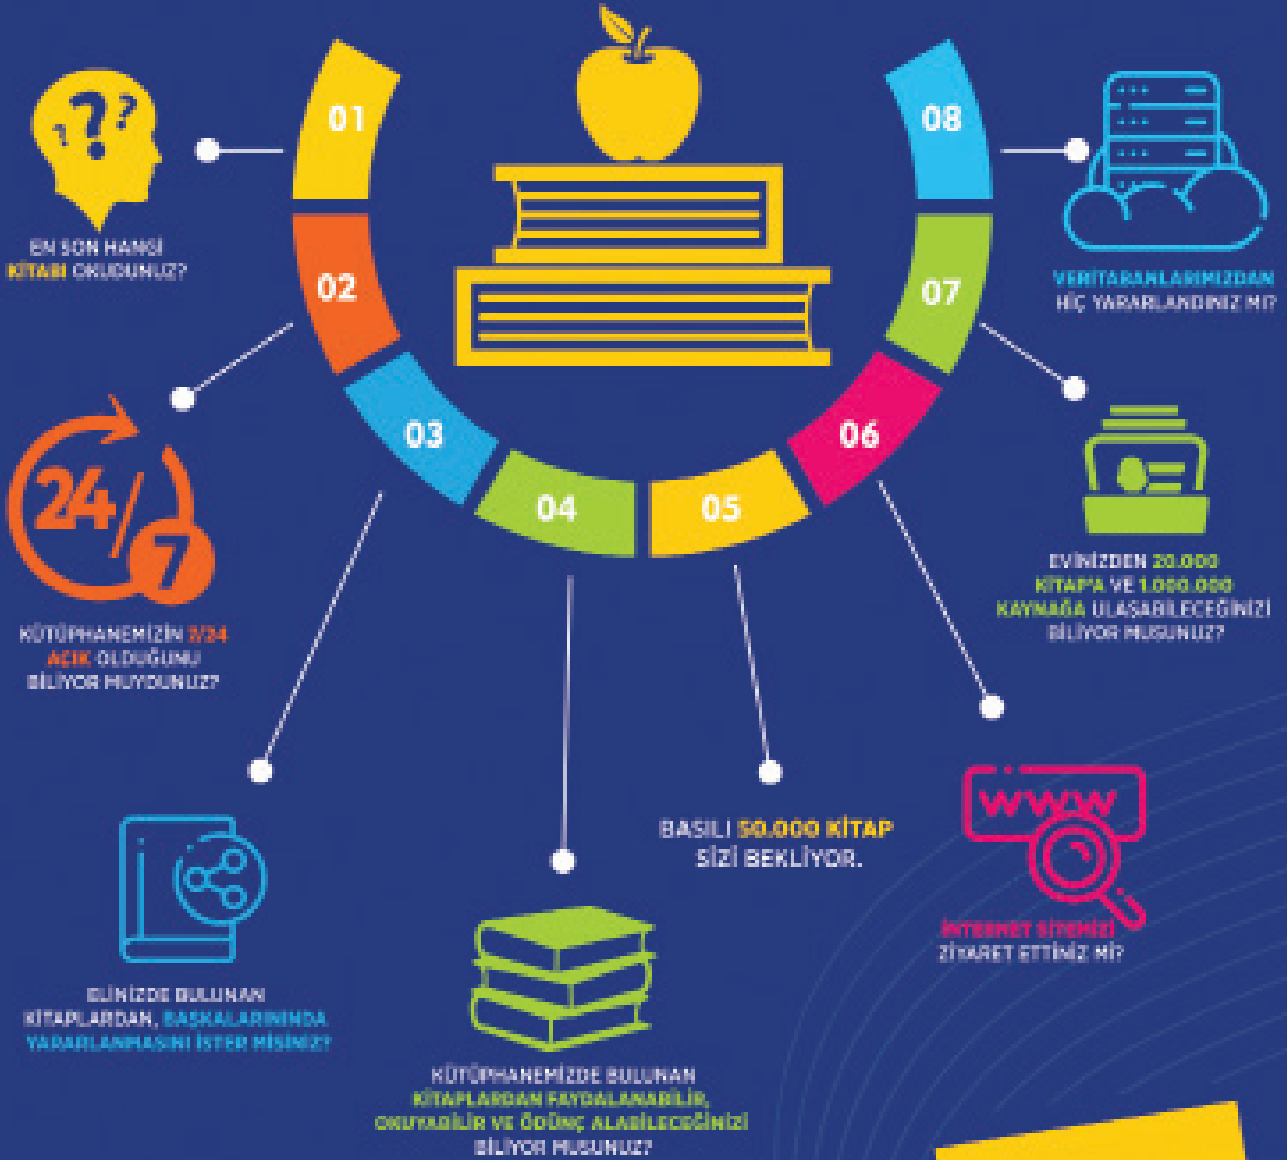 01
EN SON HANGİ
KİTABI OKUDUNUZ?
02
24/7
KÜTÜPHANEMİZİN 7/24
AÇIK OLDUĞUNU
BİLİYOR MUYDUNUZ?
03
ELİNİZDE BULUNAN
KİTAPLARDAN, BAŞKALARININDA
YARARLANMASINI İSTER MİSİNİZ?
04
KÜTÜPHANEMİZDE BULUNAN
KİTAPLARDAN FAYDALANABİLİR,
OKUYABİLİR VE ÖDÜNÇ ALABİLECEĞİNİZİ
BİLİYOR MUSUNUZ?
05
BASILI 50.000 KİTAP
SİZİ BEKLİYOR.
06
www
İNTERNET SİTEMİZİ
ZİYARET ETTİNİZ Mİ?
07
EVİNİZDEN 20.000
KİTAP'A VE 1.000.000
KAYNAĞA ULAŞABİLECEĞİNİZİ
BİLİYOR MUSUNUZ?
08
VERİTABANLARIMIZDAN
HİÇ YARARLANDINIZ MI?